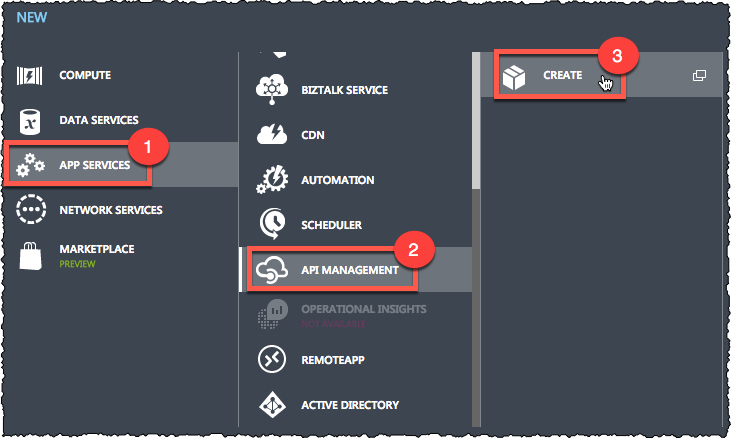 NEW
COMPUTE
DATA SERVICES
1
APP SERVICES
NETWORK SERVICES
MARKETPLACE
PREVIEW
BIZTALK SERVICE
CDN
AUTOMATION
SCHEDULER
2
API MANAGEMENT
OPERATIONAL INSIGHTS
NOT AVAILABLE
REMOTEAPP
ACTIVE DIRECTORY
3
CREATE